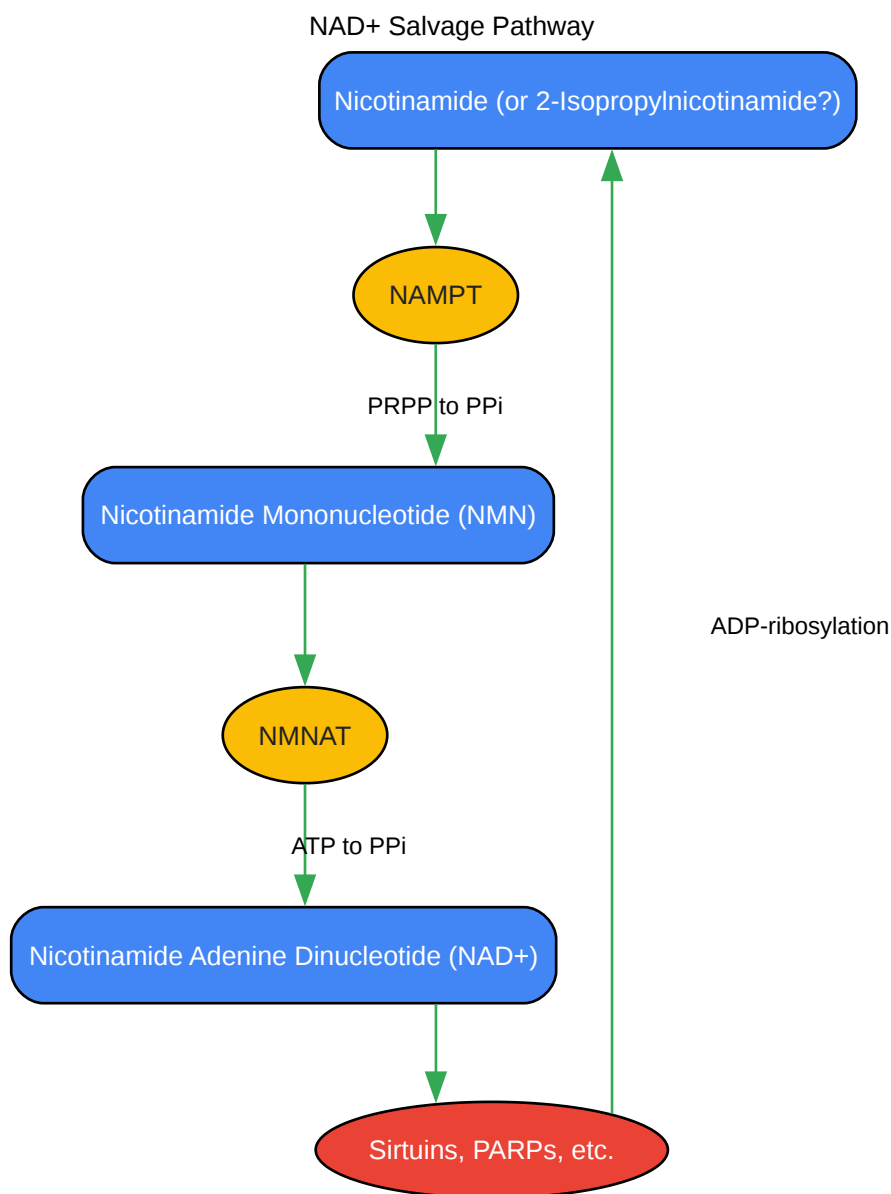 NAD+ Salvage Pathway
Nicotinamide (or 2-Isopropylnicotinamide?)
NAMPT
PRPP to PPi
Nicotinamide Mononucleotide (NMN)
ADP-ribosylation
NMNAT
ATP to PPi
Nicotinamide Adenine Dinucleotide (NAD+)
Sirtuins, PARPs, etc.